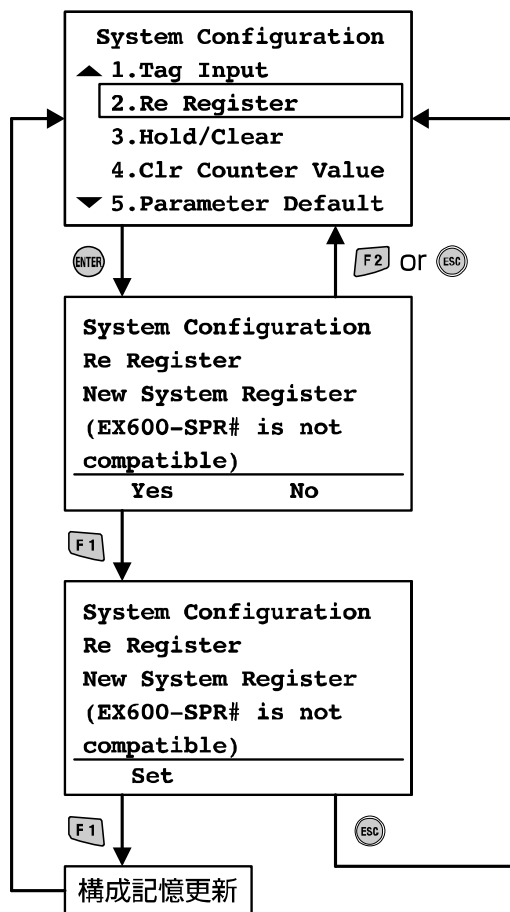 System Configuration
1.Tag Input
2.Re Register
3.Hold/Clear
4.Clr Counter Value
5.Parameter Default
ENTER
F2 or ESC
System Configuration
Re Register
New System Register
(EX600-SPR# is not
compatible)
Yes No
F1
System Configuration
Re Register
New System Register
(EX600-SPR# is not
compatible)
Set
F1
ESC
構成記憶更新